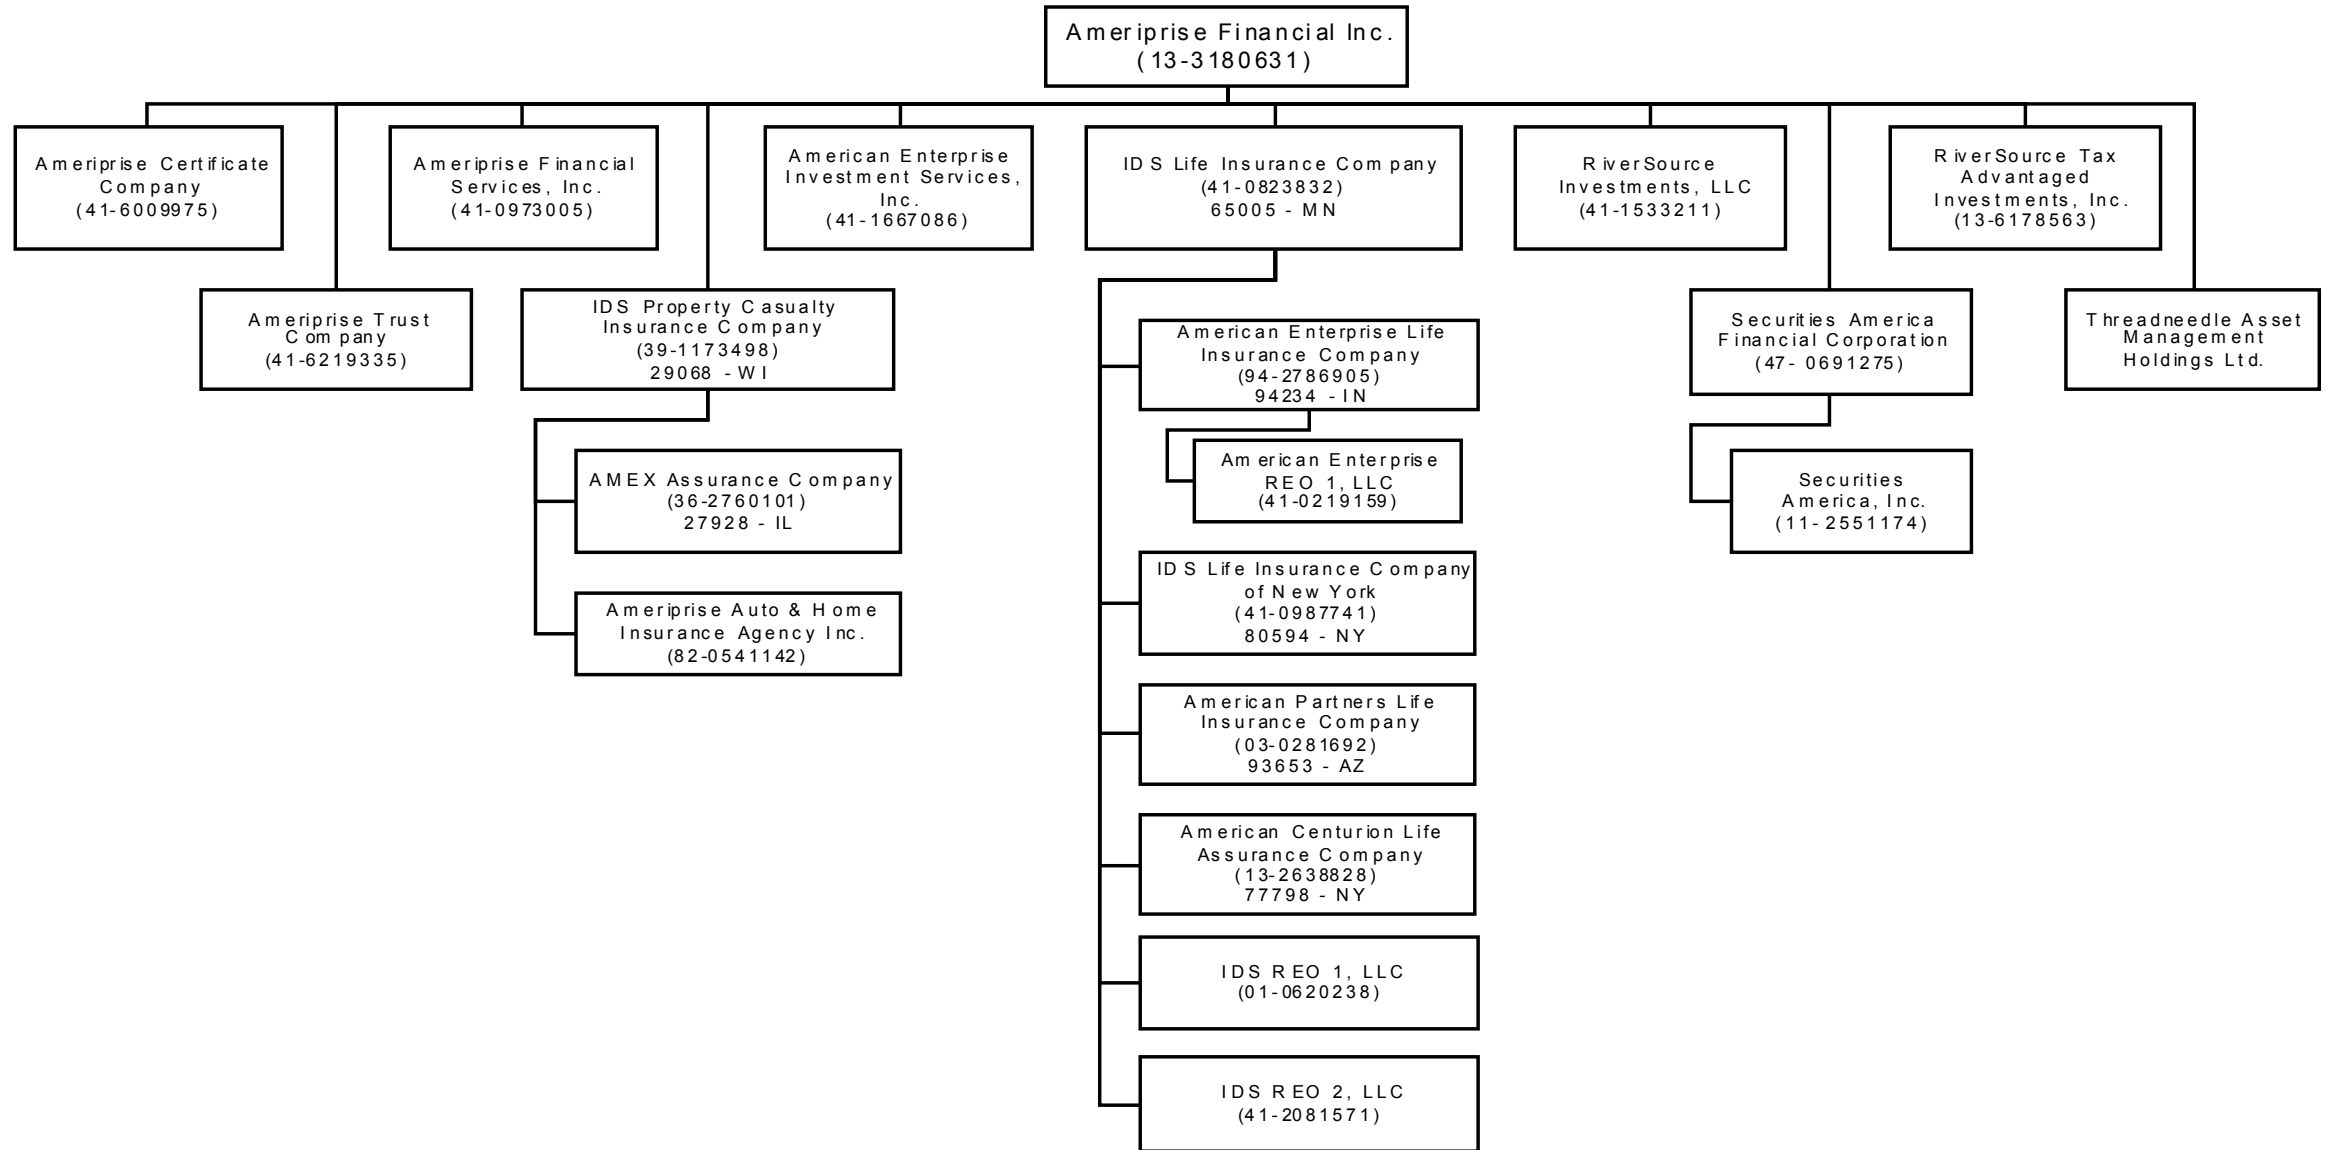 Ameriprise Financial Inc.
(13-3180631)
Ameriprise Certificate
Company
(41-6009975)
Ameriprise Financial
Services, Inc.
(41-0973005)
American Enterprise
Investment Services,
Inc.
(41-1667086)
IDS Life Insurance Company
(41-0823832)
65005 - MN
RiverSource
Investments, LLC
(41-1533211)
RiverSource Tax
Advantaged
Investments, Inc.
(13-6178563)
Ameriprise Trust
Company
(41-6219335)
IDS Property Casualty
Insurance Company
(39-1173498)
29068 - WI
Securities America
Financial Corporation
(47- 0691275)
Threadneedle Asset
Management
Holdings Ltd.
AMEX Assurance Company
(36-2760101)
27928 - IL
Ameriprise Auto & Home
Insurance Agency Inc.
(82-0541142)
American Enterprise Life
Insurance Company
(94-2786905)
94234 - IN
American Enterprise
REO 1, LLC
(41-0219159)
Securities
America, Inc.
(11- 2551174)
IDS Life Insurance Company
of New York
(41-0987741)
80594 - NY
American Partners Life
Insurance Company
(03-0281692)
93653 - AZ
American Centurion Life
Assurance Company
(13-2638828)
77798 - NY
IDS REO 1, LLC
(01-0620238)
IDS REO 2, LLC
(41-2081571)